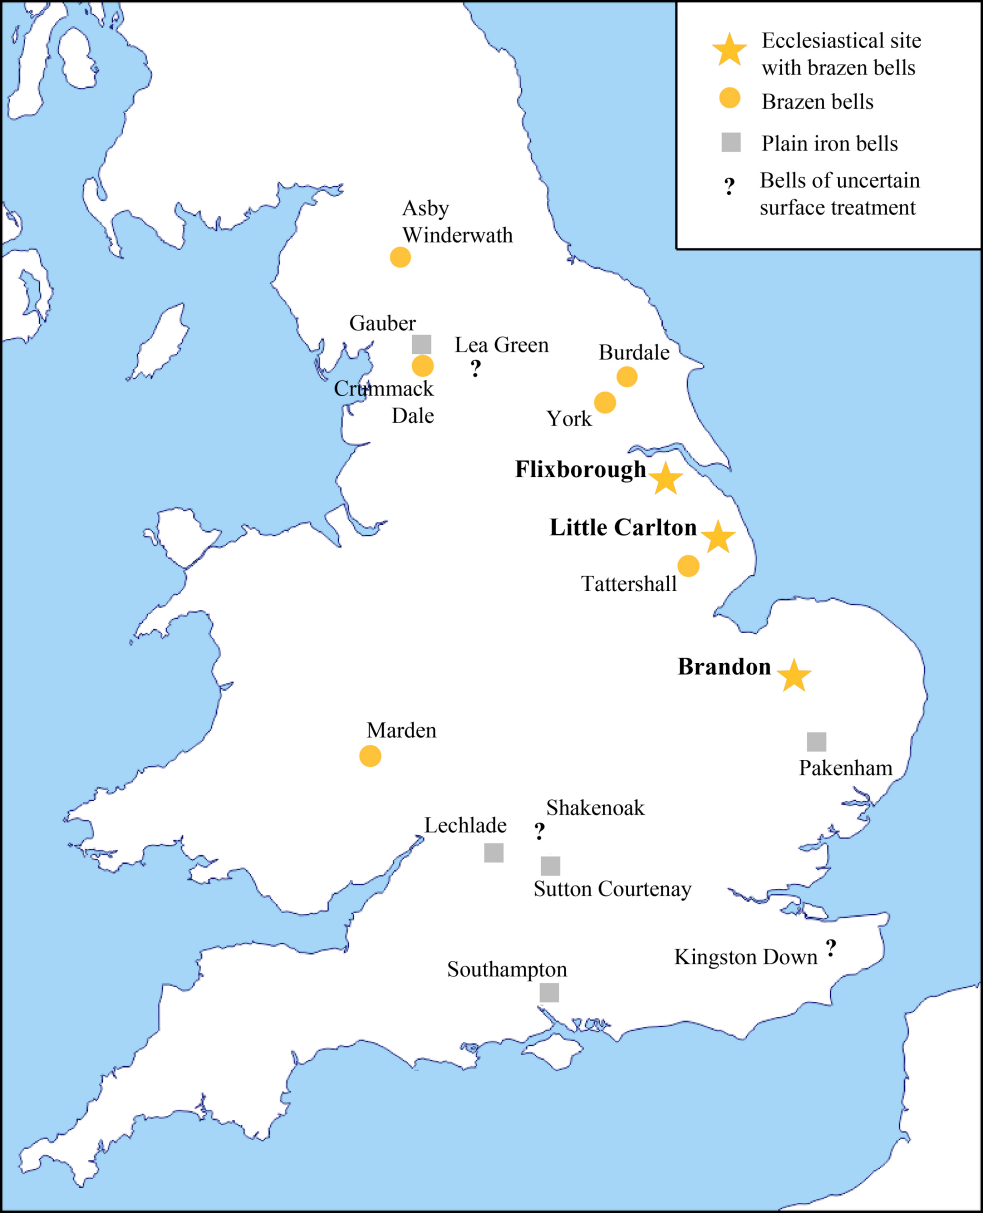 Ecclesiastical site
with brazen bells
Brazen bells
Plain iron bells
?
Bells of uncertain
surface treatment
Asby
Winderwath
Gauber
Lea Green
?
Burdale
Crummack
Dale
York
Flixborough
Little Carlton
Tattershall
Brandon
Marden
Pakenham
Shakenoak
Lechlade
?
Sutton Courtenay
Kingston Down
?
Southampton